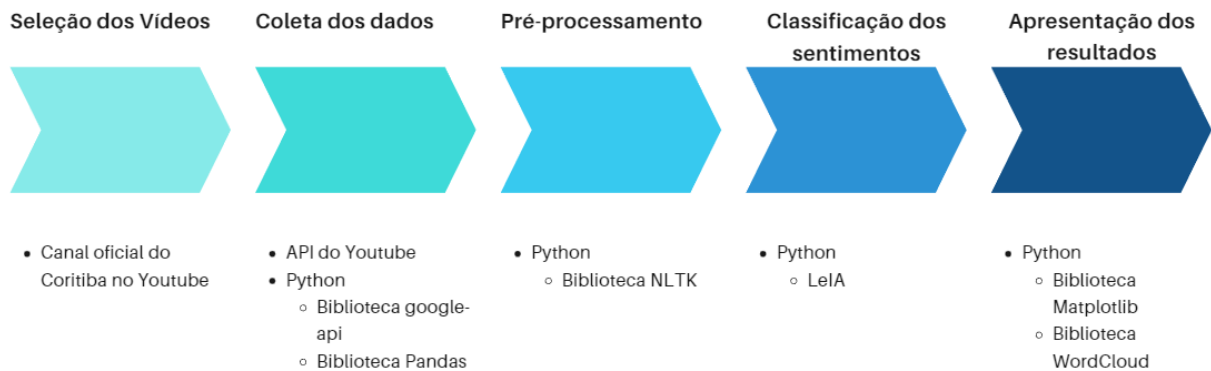 Seleção dos Vídeos
Coleta dos dados
Pré-processamento
Classificação dos
sentimentos
Apresentação dos
resultados
• Canal oficial do
Coritiba no Youtube
• API do Youtube
• Python
◦ Biblioteca google-
api
◦ Biblioteca Pandas
• Python
◦ Biblioteca NLTK
• Python
◦ LeIA
• Python
◦ Biblioteca
Matplotlib
◦ Biblioteca
WordCloud